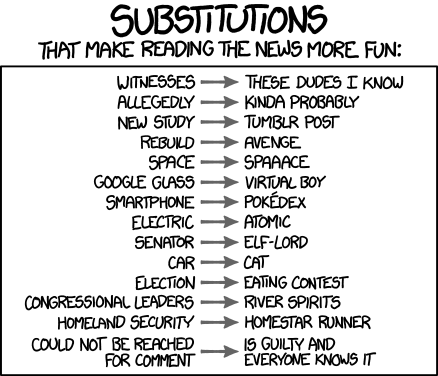 SUBSTITUTIONS
THAT MAKE READING THE NEWS MORE FUN:
WITNESSES → THESE DUDES I KNOW
ALLEGEDLY → KINDA PROBABLY
NEW STUDY → TUMBLR POST
REBUILD → AVENGE
SPACE → SPAAACE
GOOGLE GLASS → VIRTUAL BOY
SMARTPHONE → POKÉDEX
ELECTRIC → ATOMIC
SENATOR → ELF-LORD
CAR → CAT
ELECTION → EATING CONTEST
CONGRESSIONAL LEADERS → RIVER SPIRITS
HOMELAND SECURITY → HOMESTAR RUNNER
COULD NOT BE REACHED
FOR COMMENT → IS GUILTY AND
EVERYONE KNOWS IT